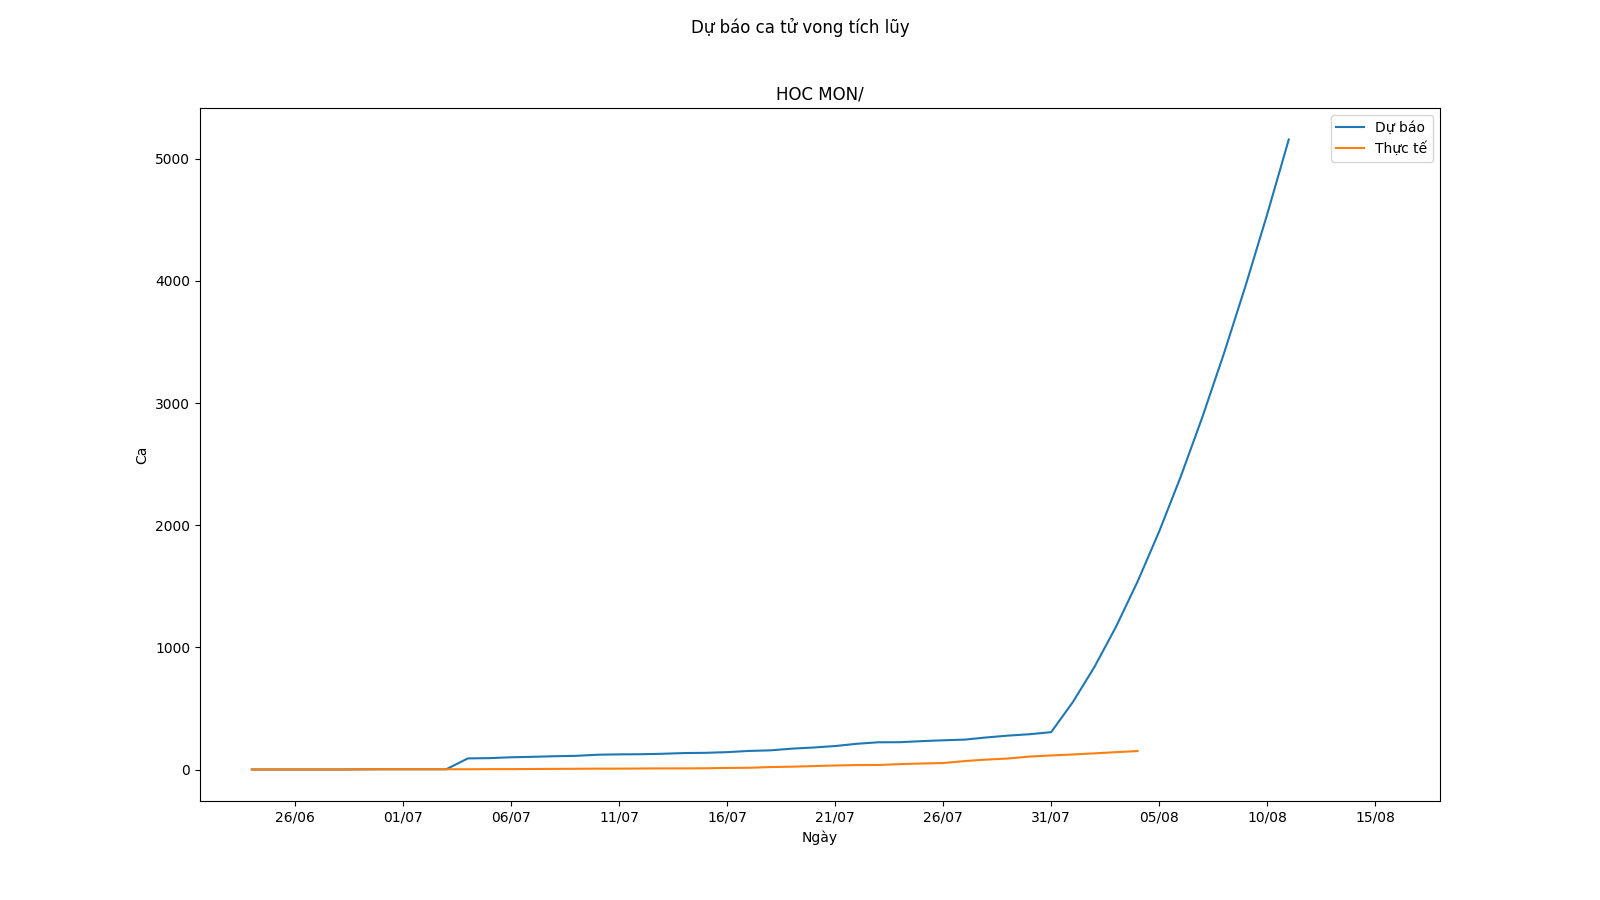 Dự báo ca tử vong tích lũy
HOC MON/
Dự báo
Thực tế
5000
4000
3000
2000
1000
0
Ca
26/06 01/07 06/07 11/07 16/07 21/07 26/07 31/07 05/08 10/08 15/08
Ngày